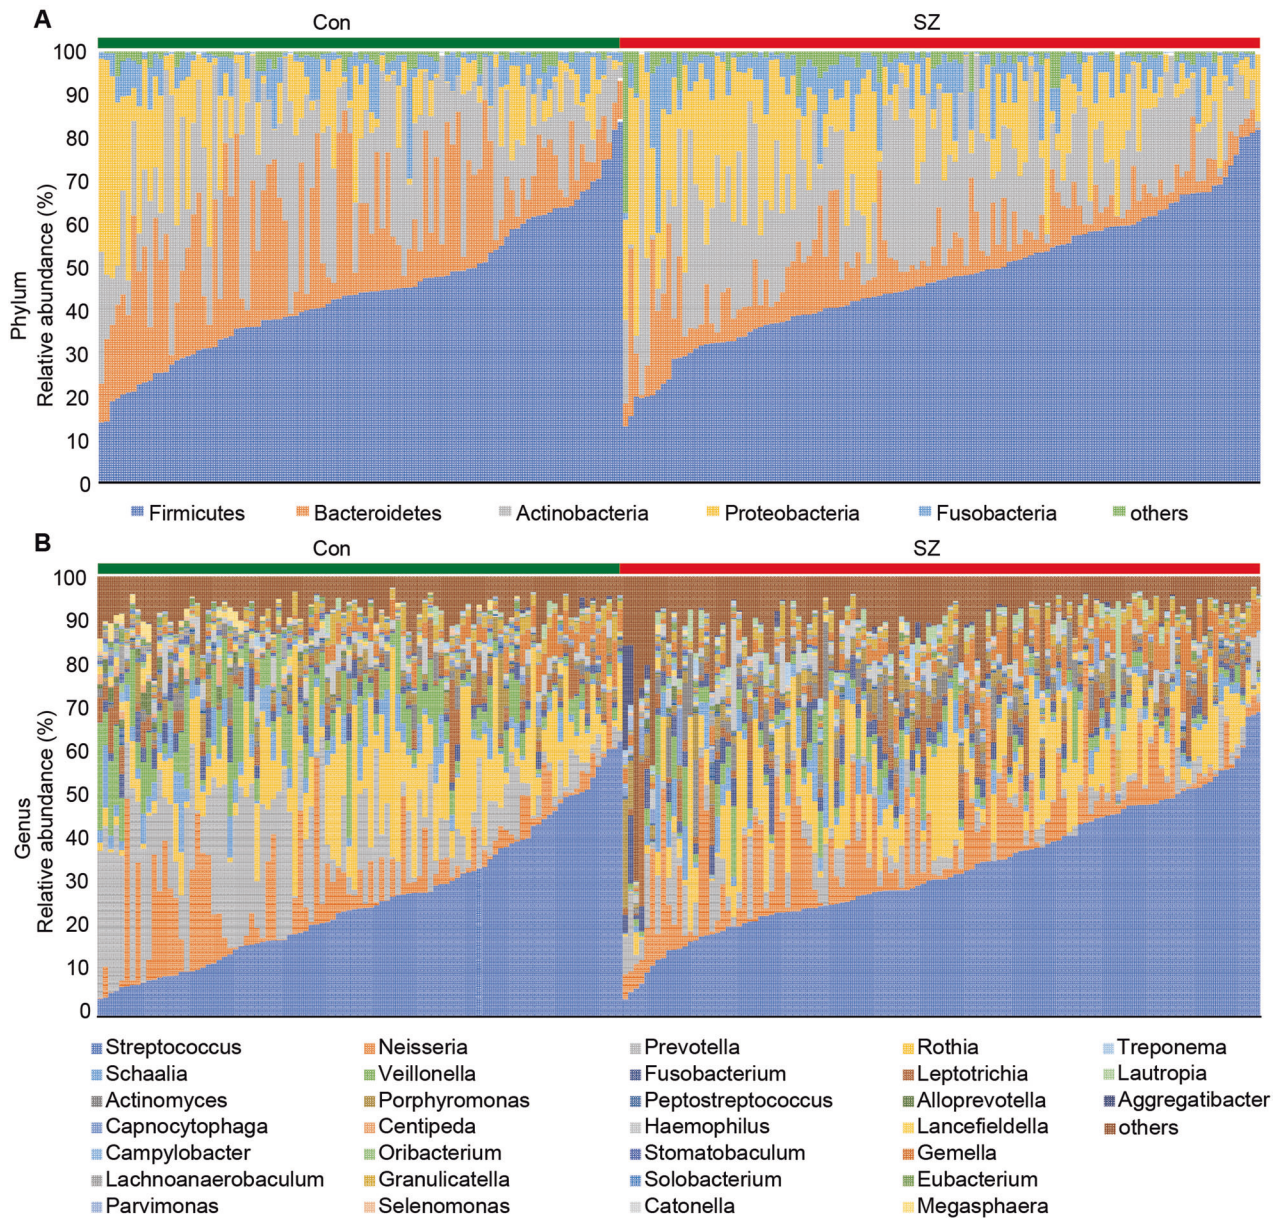 A
Con SZ
Phylum
Relative abundance (%)
100
90
80
70
60
50
40
30
20
10
0
Firmicutes Bacteroidetes Actinobacteria Proteobacteria Fusobacteria others
B
Con SZ
Genus
Relative abundance (%)
100
90
80
70
60
50
40
30
20
10
0
Streptococcus Neisseria Prevotella Rothia Treponema
Schaalia Veillonella Fusobacterium Leptotrichia Lautropia
Actinomyces Porphyromonas Peptostreptococcus Alloprevotella Aggregatibacter
Capnocytophaga Centipeda Haemophilus Lancefieldella others
Campylobacter Oribacterium Stomatobaculum Gemella
Lachnoanaerobaculum Granulicatella Solobacterium Eubacterium
Parvimonas Selenomonas Catonella Megasphaera